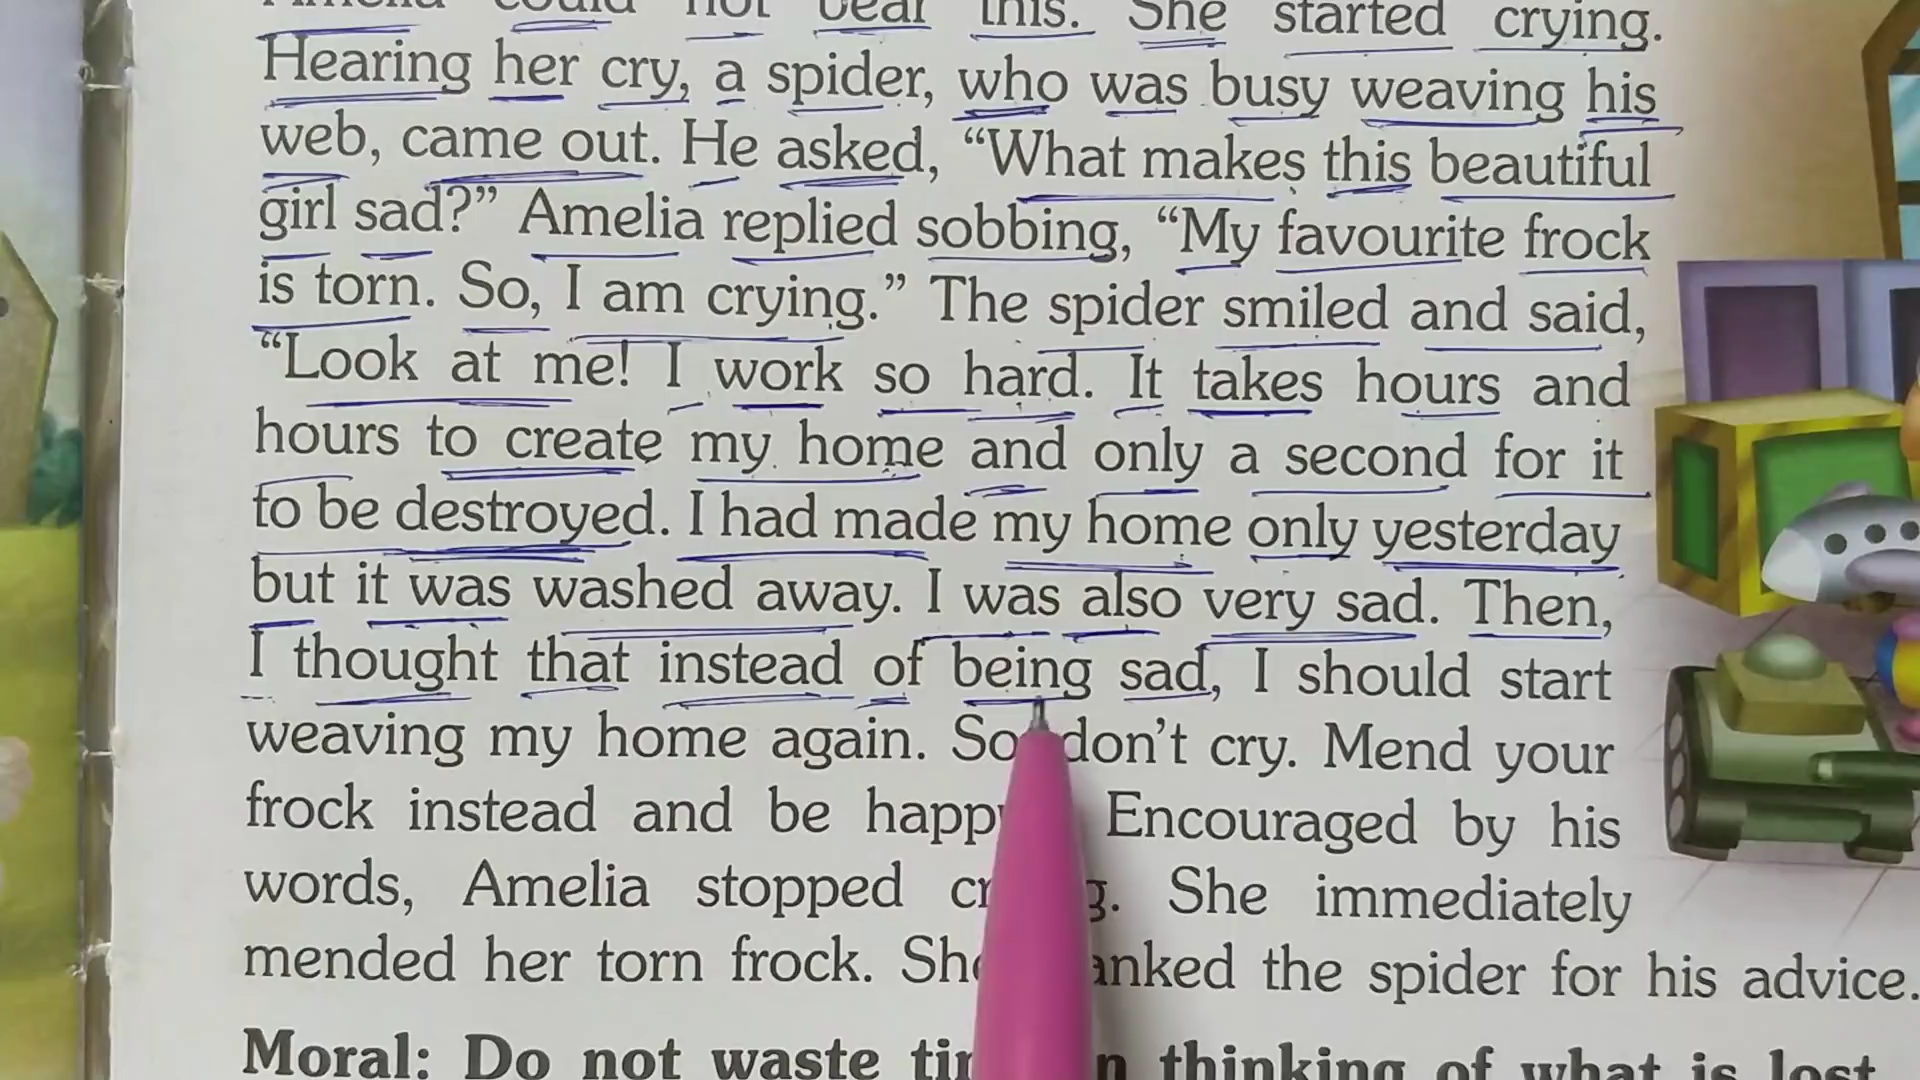 Amelia could not bear this. She started crying.
Hearing her cry, a spider, who was busy weaving his
web, came out. He asked, “What makes this beautiful
girl sad?” Amelia replied sobbing, “My favourite frock
is torn. So, I am crying.” The spider smiled and said,
“Look at me! I work so hard. It takes hours and
hours to create my home and only a second for it
to be destroyed. I had made my home only yesterday
but it was washed away. I was also very sad. Then,
I thought that instead of being sad, I should start
weaving my home again. So don’t cry. Mend your
frock instead and be Encouraged by his
words, Amelia stopped She immediately
mended her torn frock. the spider for his advice.
Moral: Do not waste thinking of what is lost